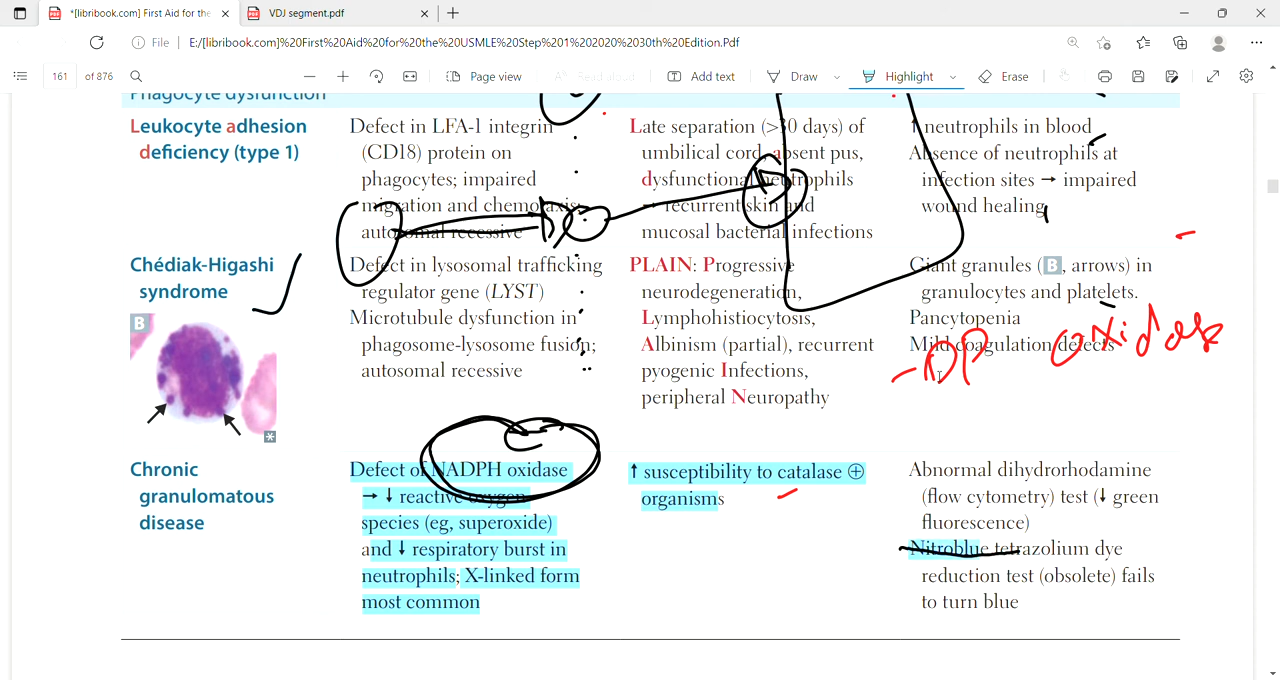 *[libribook.com] First Aid for the
VDJ segment.pdf
File
E:/[libribook.com]%20First%20Aid%20for%20the%20USMLE%20Step%201%202020%2030th%20Edition.Pdf
161 of 876
Page view
Read aloud
Add text
Draw
Highlight
Erase
Phagocyte dysfunction
Leukocyte adhesion
deficiency (type 1)
Defect in LFA-1 integrin
(CD18) protein on
phagocytes; impaired
migration and chemotaxis;
autosomal recessive
Late separation (>30 days) of
umbilical cord, absent pus,
dysfunctional neutrophils
→ recurrent skin and
mucosal bacterial infections
↑ neutrophils in blood
Absence of neutrophils at
infection sites → impaired
wound healing
Chédiak-Higashi
syndrome
B
*
Defect in lysosomal trafficking
regulator gene (LYST)
Microtubule dysfunction in
phagosome-lysosome fusion;
autosomal recessive
PLAIN: Progressive
neurodegeneration,
Lymphohistiocytosis,
Albinism (partial), recurrent
pyogenic Infections,
peripheral Neuropathy
Giant granules (B, arrows) in
granulocytes and platelets.
Pancytopenia
Mild coagulation defects
oxidase
Chronic
granulomatous
disease
Defect of NADPH oxidase
→ ↓ reactive oxygen
species (eg, superoxide)
and ↓ respiratory burst in
neutrophils; X-linked form
most common
↑ susceptibility to catalase ⊕
organisms
Abnormal dihydrorhodamine
(flow cytometry) test (↓ green
fluorescence)
Nitroblue tetrazolium dye
reduction test (obsolete) fails
to turn blue